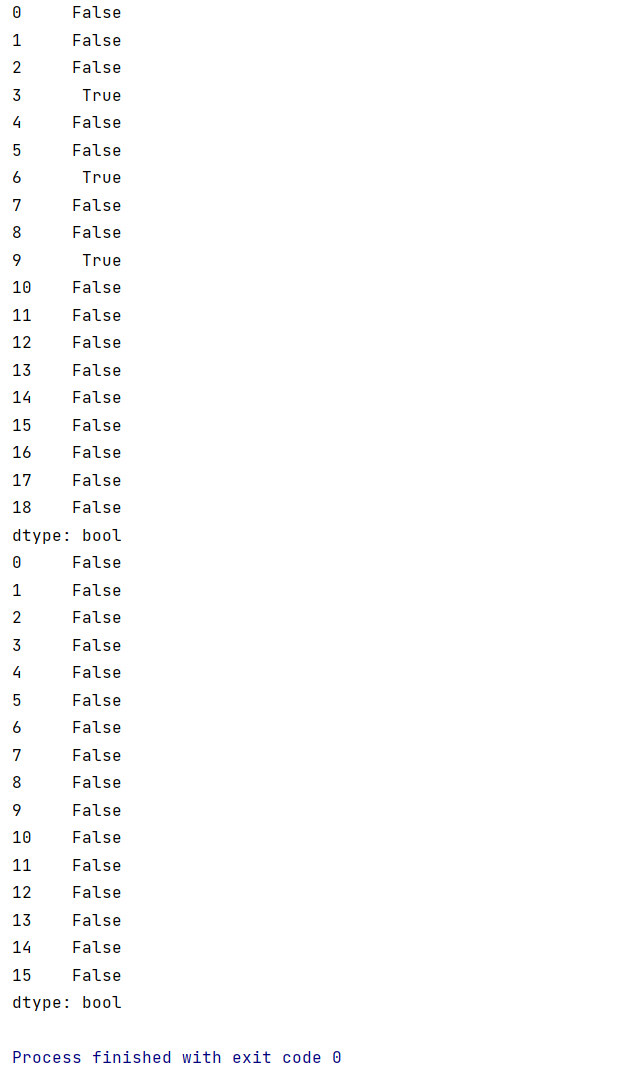 0     False
1     False
2     False
3      True
4     False
5     False
6      True
7     False
8     False
9      True
10    False
11    False
12    False
13    False
14    False
15    False
16    False
17    False
18    False
dtype: bool
0     False
1     False
2     False
3     False
4     False
5     False
6     False
7     False
8     False
9     False
10    False
11    False
12    False
13    False
14    False
15    False
dtype: bool

Process finished with exit code 0